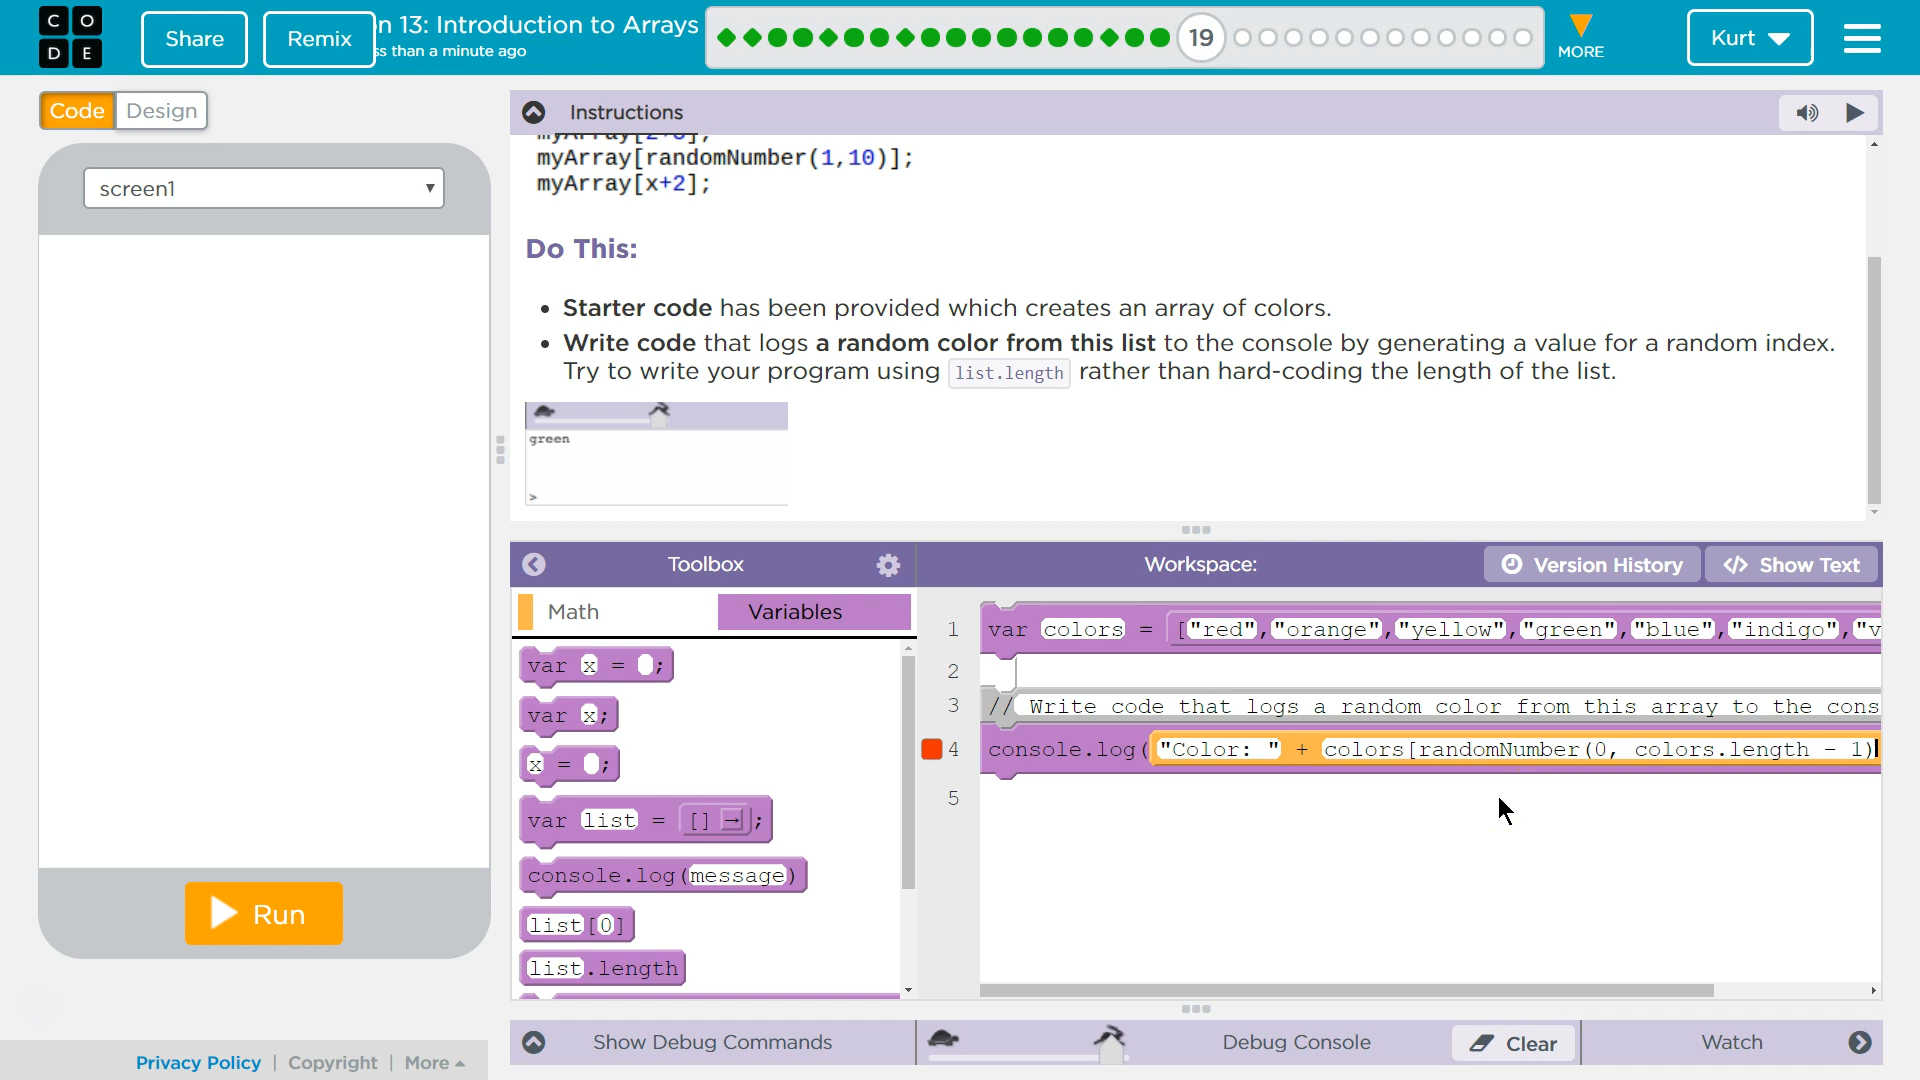 C O
D E
Share
Remix
n 13: Introduction to Arrays
ss than a minute ago
19
MORE
Kurt
Code
Design
screen1
Run
Instructions
myArray[2+3];
myArray[randomNumber(1,10)];
myArray[x+2];
Do This:
• Starter code has been provided which creates an array of colors.
• Write code that logs a random color from this list to the console by generating a value for a random index.
Try to write your program using list.length rather than hard-coding the length of the list.
green
>
Toolbox
Workspace:
Version History
</> Show Text
Math
Variables
var x = ;
var x;
x = ;
var list = [] → ;
console.log(message)
list[0]
list.length
1 var colors = ["red","orange","yellow","green","blue","indigo","v
2
3 // Write code that logs a random color from this array to the cons
4 console.log("Color: " + colors[randomNumber(0, colors.length - 1)
5
Show Debug Commands
Debug Console
Clear
Watch
Privacy Policy | Copyright | More